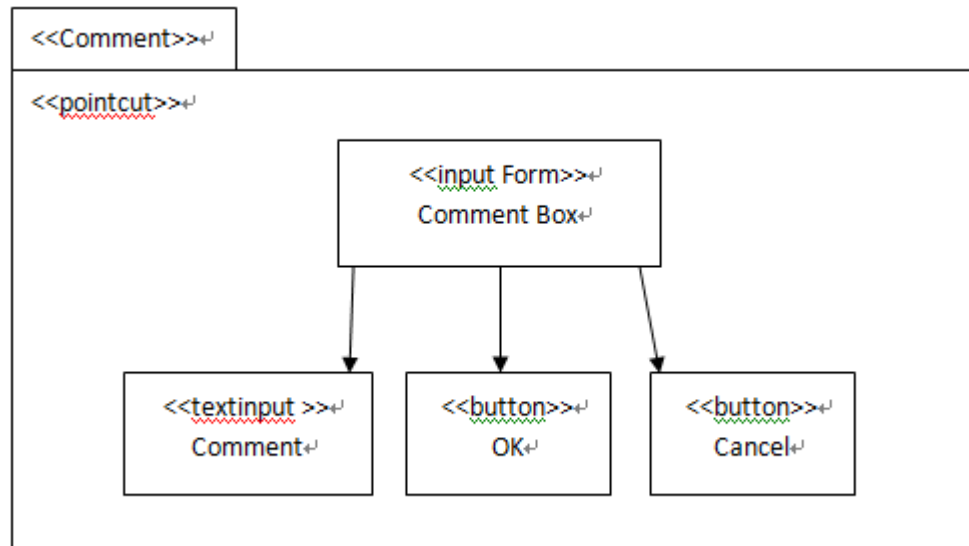 <<Comment>>
<<pointcut>>
<<input Form>>
Comment Box
<<textinput >>
Comment
<<button>>
OK
<<button>>
Cancel